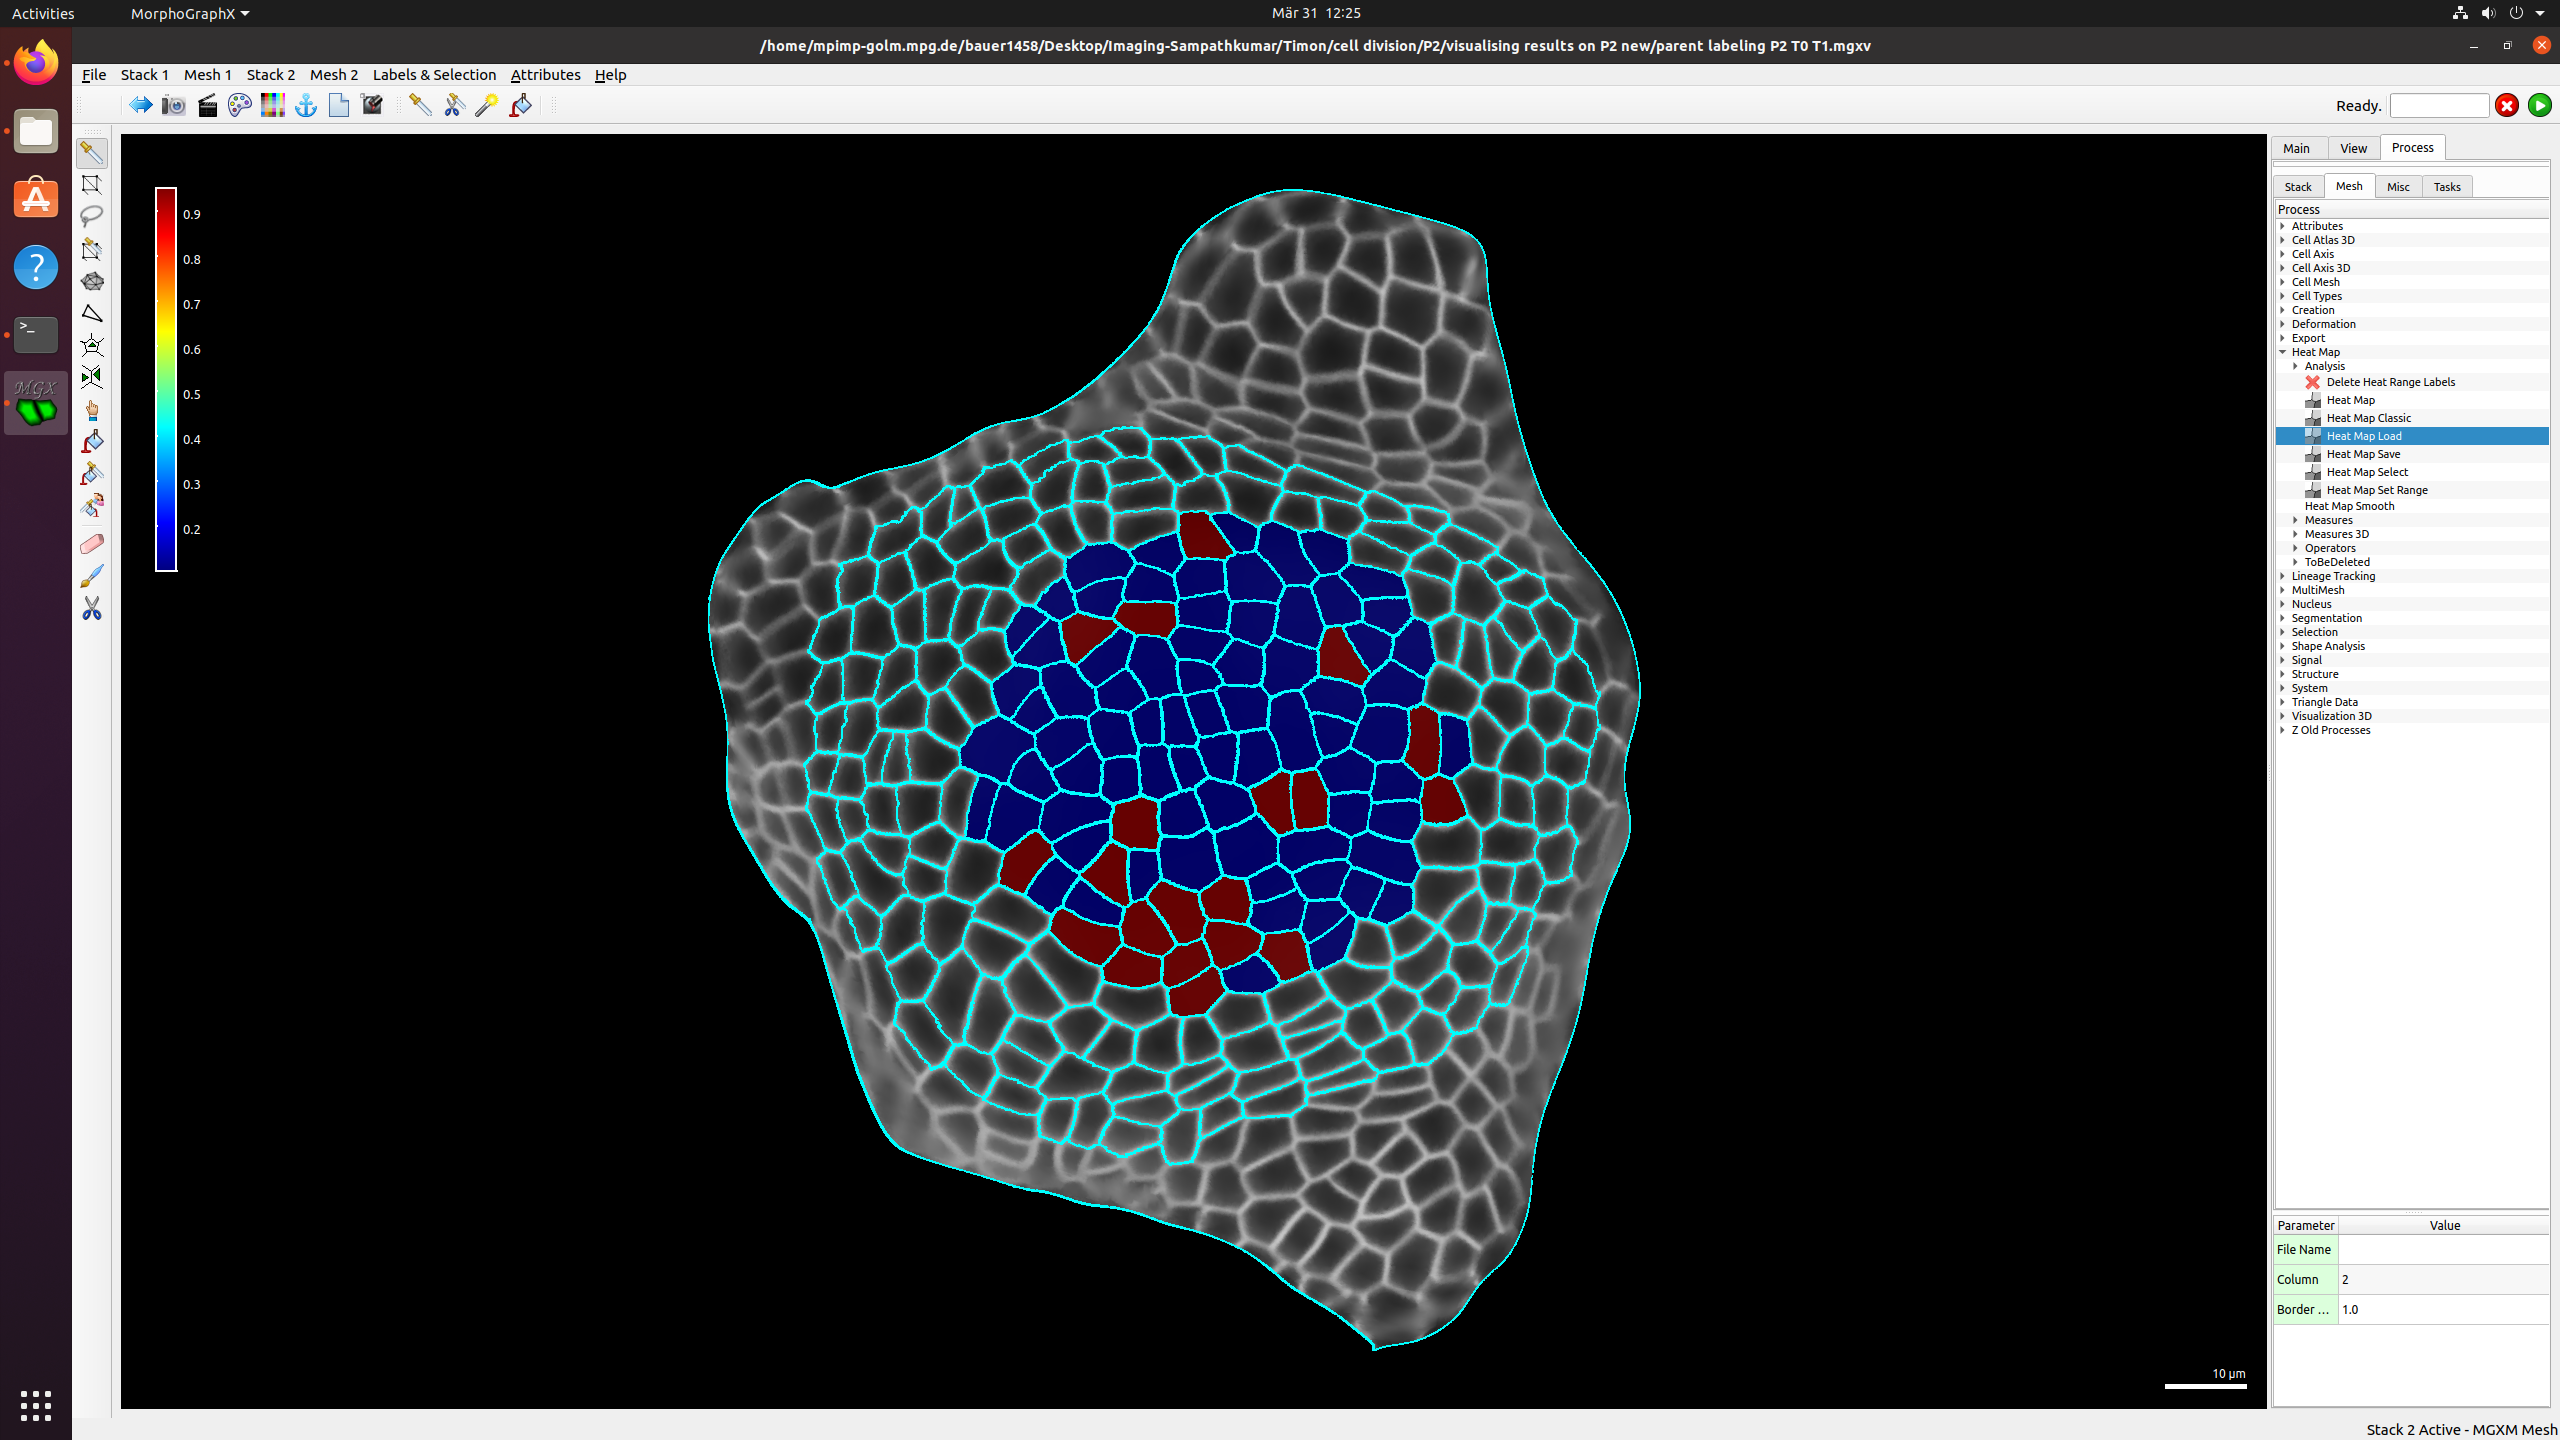 Activities
MorphoGraphX
Mär 31 12:25
/home/mpimp-golm.mpg.de/bauer1458/Desktop/Imaging-Sampathkumar/Timon/cell division/P2/visualising results on P2 new/parent labeling P2 T0 T1.mgxv
File Stack 1 Mesh 1 Stack 2 Mesh 2 Labels & Selection Attributes Help
Ready.
Main View Process
Stack Mesh Misc Tasks
Process
Attributes
Cell Atlas 3D
Cell Axis
Cell Axis 3D
Cell Mesh
Cell Types
Creation
Deformation
Export
Heat Map
Analysis
Delete Heat Range Labels
Heat Map
Heat Map Classic
Heat Map Load
Heat Map Save
Heat Map Select
Heat Map Set Range
Heat Map Smooth
Measures
Measures 3D
Operators
ToBeDeleted
Lineage Tracking
MultiMesh
Nucleus
Segmentation
Selection
Shape Analysis
Signal
Structure
System
Triangle Data
Visualization 3D
Z Old Processes
0.9
0.8
0.7
0.6
0.5
0.4
0.3
0.2
MGX
Parameter Value
File Name
Column 2
Border ... 1.0
10 µm
Stack 2 Active - MGXM Mesh